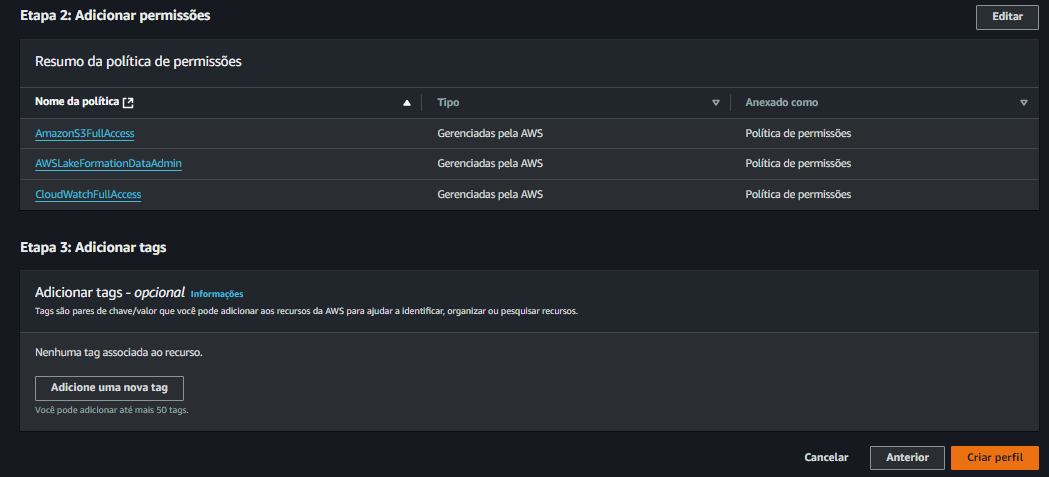 Etapa 2: Adicionar permissões
Editar
Resumo da política de permissões
Nome da política
Tipo
Anexado como
AmazonS3FullAccess
Gerenciadas pela AWS
Política de permissões
AWSLakeFormationDataAdmin
Gerenciadas pela AWS
Política de permissões
CloudWatchFullAccess
Gerenciadas pela AWS
Política de permissões
Etapa 3: Adicionar tags
Adicionar tags - opcional Informações
Tags são pares de chave/valor que você pode adicionar aos recursos da AWS para ajudar a identificar, organizar ou pesquisar recursos.
Nenhuma tag associada ao recurso.
Adicione uma nova tag
Você pode adicionar até mais 50 tags.
Cancelar
Anterior
Criar perfil